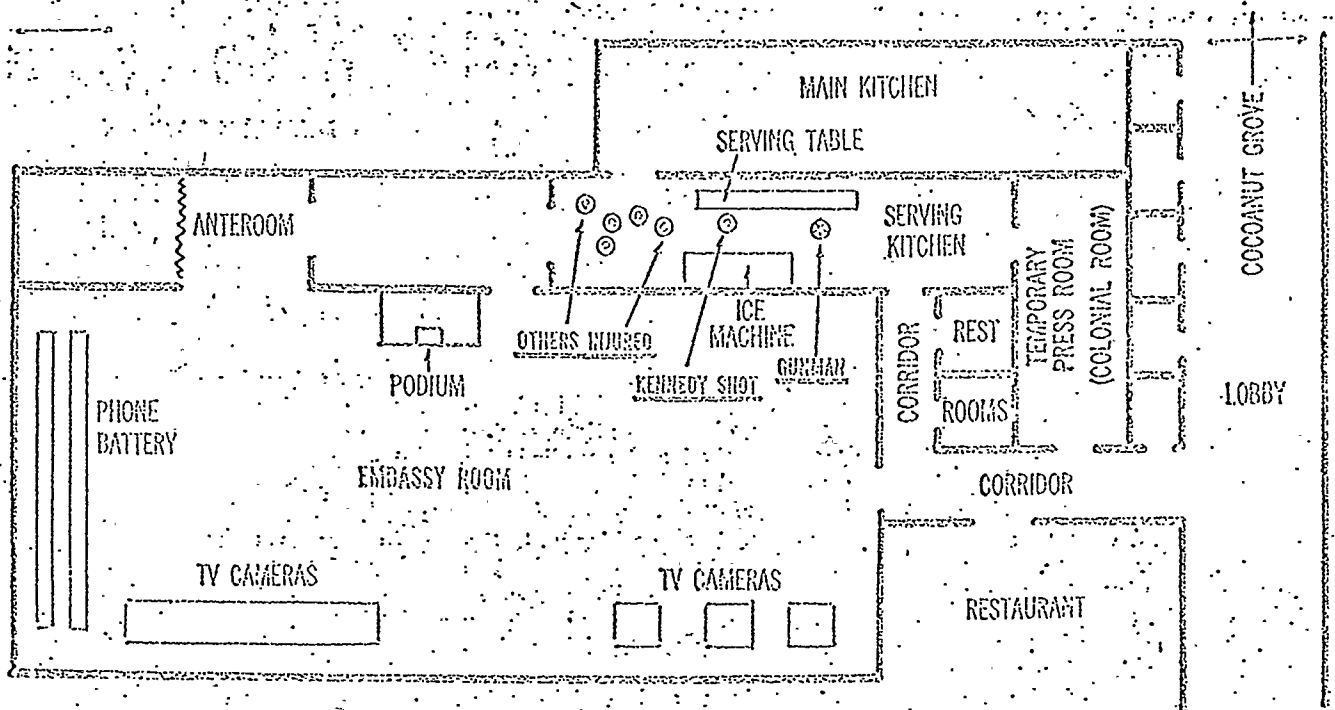 MAIN KITCHEN
SERVING TABLE
ANTEROOM
SERVING
KITCHEN
COCOANUT GROVE
TEMPORARY
PRESS ROOM
(COLONIAL ROOM)
OTHERS INJURED
ICE
MACHINE
KENNEDY SHOT
GUNMAN
PODIUM
CORRIDOR
REST
ROOMS
LOBBY
PHONE
BATTERY
EMBASSY ROOM
CORRIDOR
TV CAMERAS
TV CAMERAS
RESTAURANT